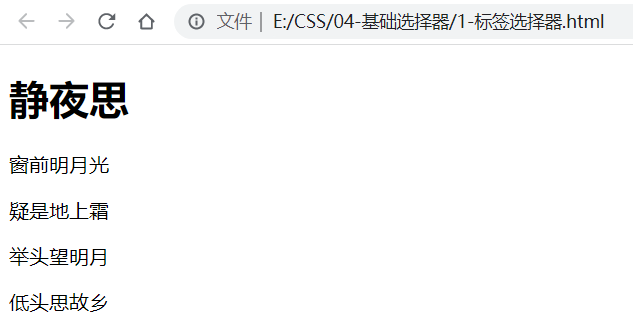 文件 | E:/CSS/04-基础选择器/1-标签选择器.html
静夜思
窗前明月光
疑是地上霜
举头望明月
低头思故乡